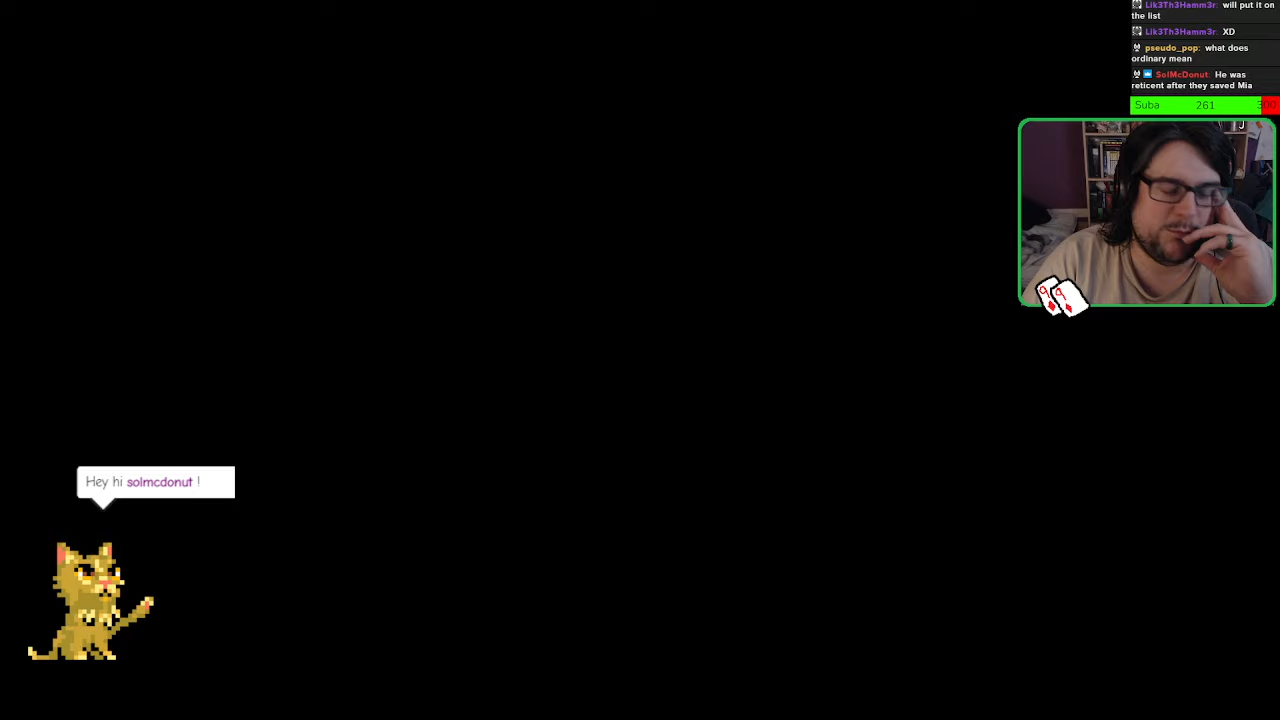 Lik3Th3Hamm3r: will put it on
the list
Lik3Th3Hamm3r: XD
pseudo_pop: what does
ordinary mean
SolMcDonut: He was
reticent after they saved Mia
Suba 261 300
Hey hi solmcdonut !